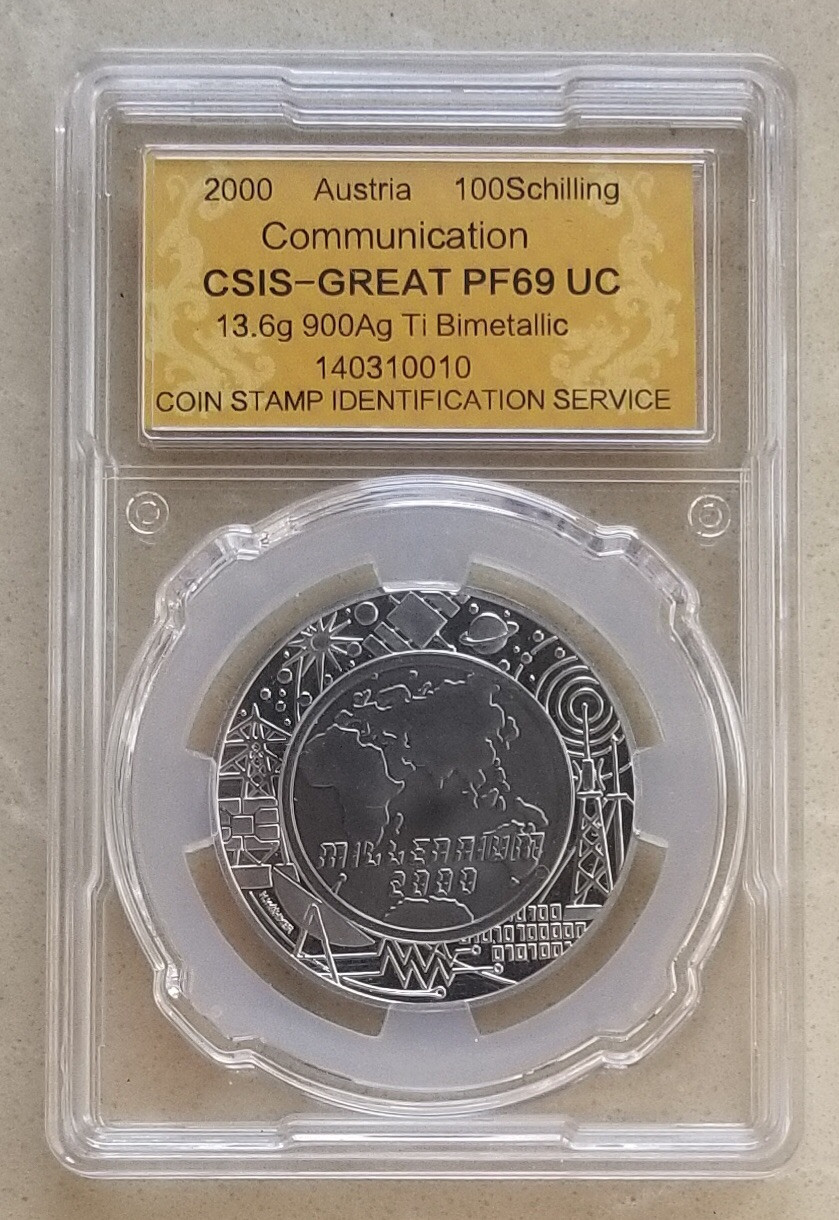 2000 Austria 100Schilling
Communication
CSIS-GREAT PF69 UC
13.6g 900Ag Ti Bimetallic
140310010
COIN STAMP IDENTIFICATION SERVICE
MILLENNIUM
2000